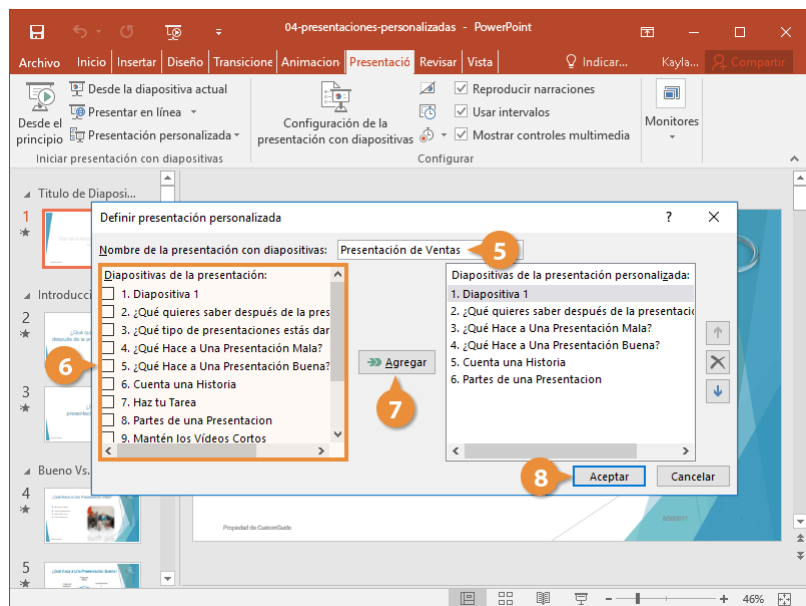 04-presentaciones-personalizadas - PowerPoint
Archivo Inicio Insertar Diseño Transicione Animacion Presentació Revisar Vista Indicar... Kayla... Compartir
Desde el principio
Desde la diapositiva actual
Presentar en línea
Presentación personalizada
Configuración de la presentación con diapositivas
Reproducir narraciones
Usar intervalos
Mostrar controles multimedia
Monitores
Iniciar presentación con diapositivas
Configurar
Titulo de Diaposi...
1
Introducci
2
3
Bueno Vs.
4
5
Definir presentación personalizada
?
Nombre de la presentación con diapositivas: Presentación de Ventas
5
Diapositivas de la presentación:
1. Diapositiva 1
2. ¿Qué quieres saber después de la pres
3. ¿Qué tipo de presentaciones estás dar
4. ¿Qué Hace a Una Presentación Mala?
5. ¿Qué Hace a Una Presentación Buena?
6. Cuenta una Historia
7. Haz tu Tarea
8. Partes de una Presentacion
9. Mantén los Vídeos Cortos
6
Agregar
7
Diapositivas de la presentación personalizada:
1. Diapositiva 1
2. ¿Qué quieres saber después de la presentació
3. ¿Qué Hace a Una Presentación Mala?
4. ¿Qué Hace a Una Presentación Buena?
5. Cuenta una Historia
6. Partes de una Presentacion
8
Aceptar
Cancelar
Propiedad de CustomGuide
46%